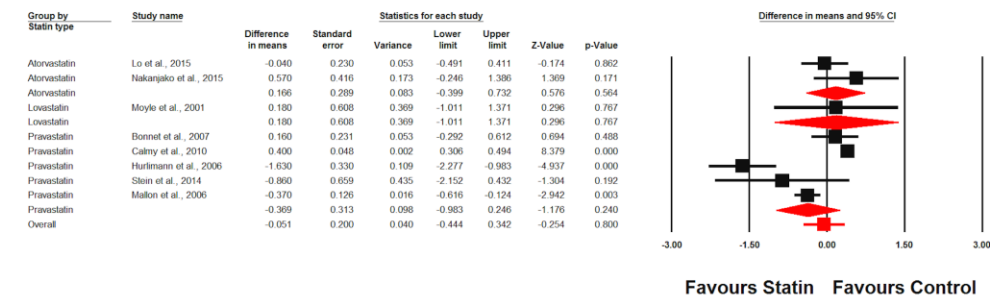 Group by Study name Statistics for each study Difference in means and 95% CI
Statin type
Difference Standard Lower Upper
in means error Variance limit limit Z-Value p-Value
Atorvastatin Lo et al., 2015 -0.040 0.230 0.053 -0.491 0.411 -0.174 0.862
Atorvastatin Nakanjako et al., 2015 0.570 0.416 0.173 -0.246 1.386 1.369 0.171
Atorvastatin 0.166 0.289 0.083 -0.399 0.732 0.576 0.564
Lovastatin Moyle et al., 2001 0.180 0.608 0.369 -1.011 1.371 0.296 0.767
Lovastatin 0.180 0.608 0.369 -1.011 1.371 0.296 0.767
Pravastatin Bonnet et al., 2007 0.160 0.231 0.053 -0.292 0.612 0.694 0.488
Pravastatin Calmy et al., 2010 0.400 0.048 0.002 0.306 0.494 8.379 0.000
Pravastatin Hurlimann et al., 2006 -1.630 0.330 0.109 -2.277 -0.983 -4.937 0.000
Pravastatin Stein et al., 2014 -0.860 0.659 0.435 -2.152 0.432 -1.304 0.192
Pravastatin Mallon et al., 2006 -0.370 0.126 0.016 -0.616 -0.124 -2.942 0.003
Pravastatin -0.369 0.313 0.098 -0.983 0.246 -1.176 0.240
Overall -0.051 0.200 0.040 -0.444 0.342 -0.254 0.800
-3.00 -1.50 0.00 1.50 3.00
Favours Statin Favours Control